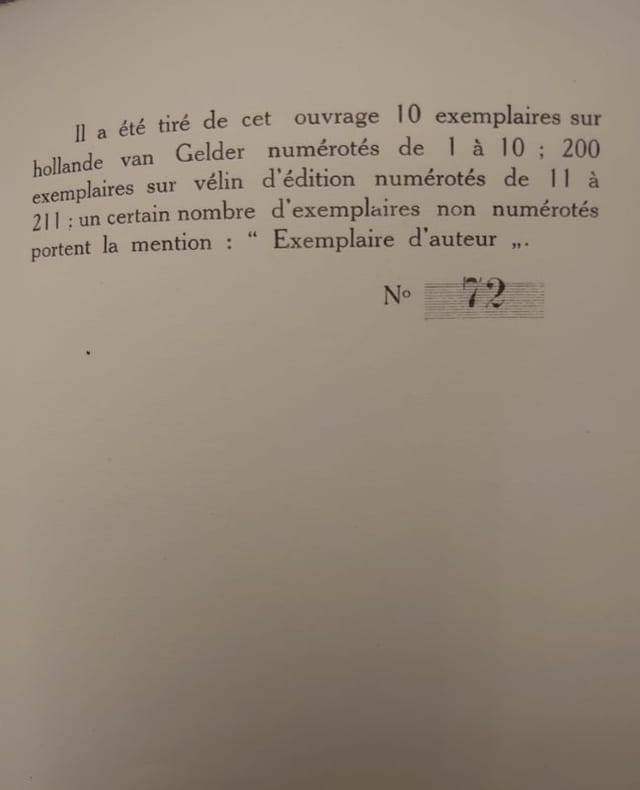 Il a été tiré de cet ouvrage 10 exemplaires sur
hollande van Gelder numérotés de 1 à 10 ; 200
exemplaires sur vélin d'édition numérotés de 11 à
211 ; un certain nombre d'exemplaires non numérotés
portent la mention : “ Exemplaire d'auteur „.
Nº 72